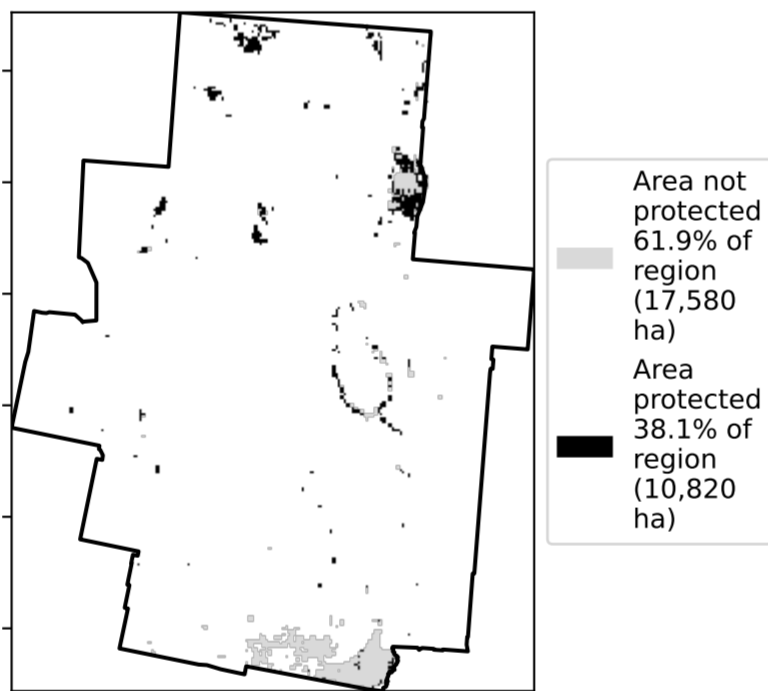 Area not
protected
61.9% of
region
(17,580
ha)
Area
protected
38.1% of
region
(10,820
ha)